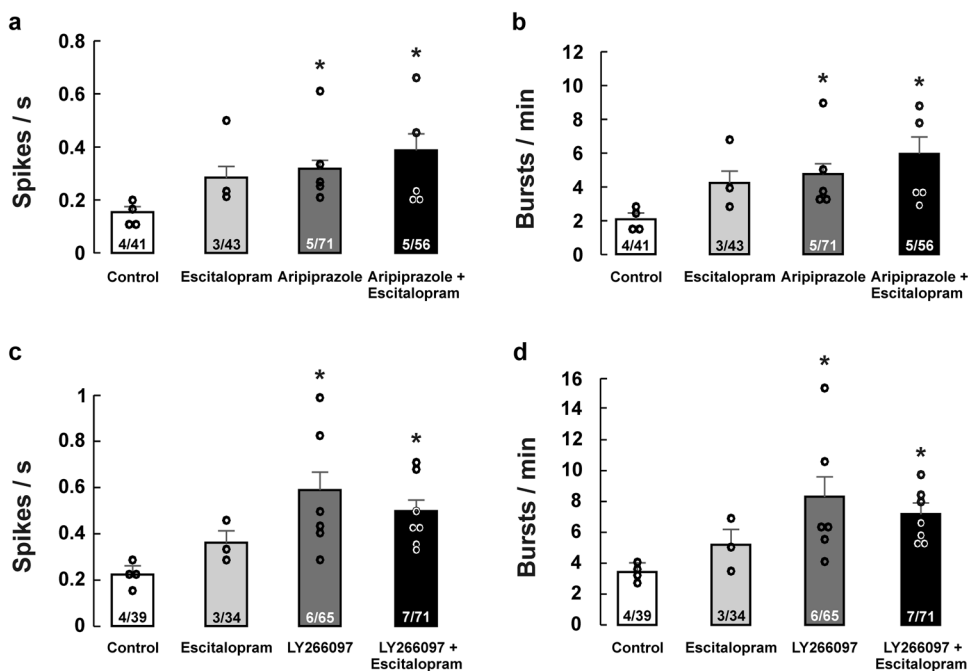 a
Spikes / s
0.8
0.6
0.4
0.2
0
*
*
4/41
3/43
5/71
5/56
Control
Escitalopram
Aripiprazole
Aripiprazole +
Escitalopram
b
Bursts / min
12
10
8
6
4
2
0
*
*
4/41
3/43
5/71
5/56
Control
Escitalopram
Aripiprazole
Aripiprazole +
Escitalopram
c
Spikes / s
1
0.8
0.6
0.4
0.2
0
*
*
4/39
3/34
6/65
7/71
Control
Escitalopram
LY266097
LY266097 +
Escitalopram
d
Bursts / min
16
14
12
10
8
6
4
2
0
*
*
4/39
3/34
6/65
7/71
Control
Escitalopram
LY266097
LY266097 +
Escitalopram